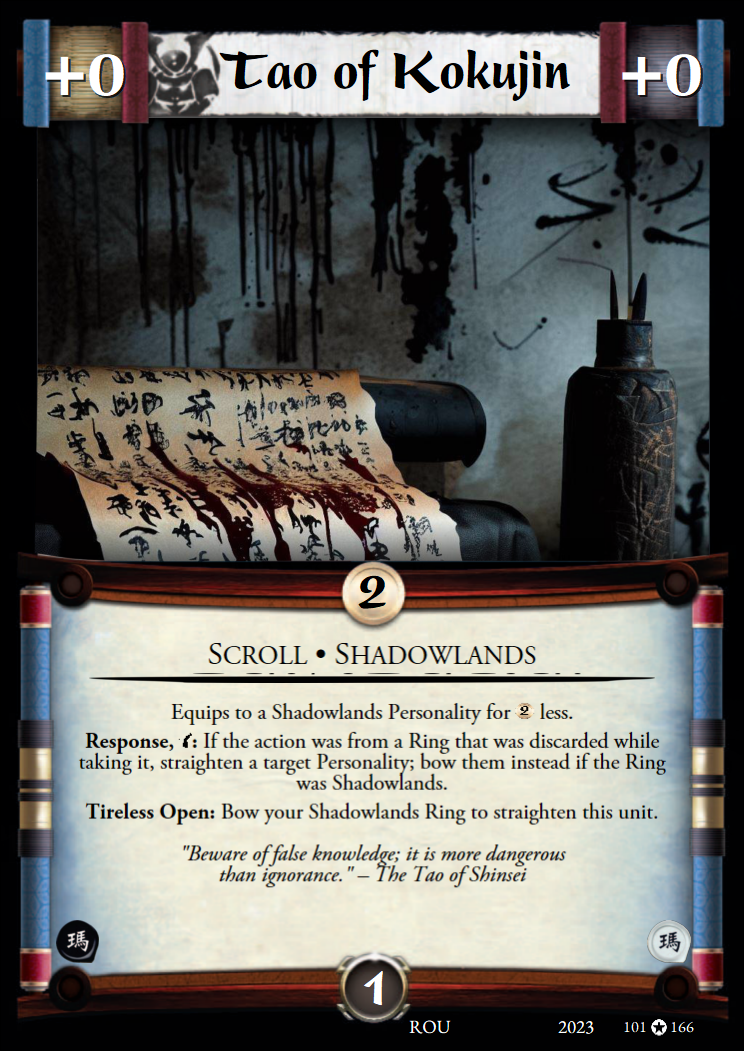 +0
Tao of Kokujin
+0
2
Scroll • Shadowlands
Equips to a Shadowlands Personality for 2 less.
Response, : If the action was from a Ring that was discarded while
taking it, straighten a target Personality; bow them instead if the Ring
was Shadowlands.
Tireless Open: Bow your Shadowlands Ring to straighten this unit.
"Beware of false knowledge; it is more dangerous
than ignorance." – The Tao of Shinsei
瑪
瑪
1
ROU
2023
101 166